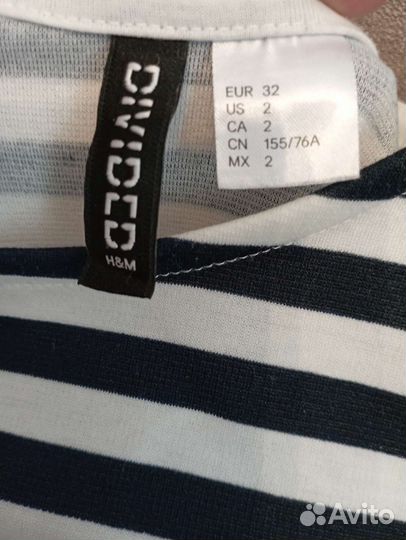 DIVIDED
H&M
EUR 32
US 2
CA 2
CN 155/76A
MX 2
Avito